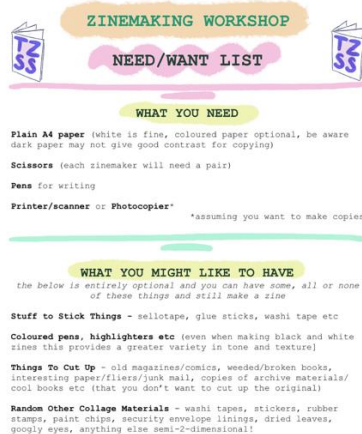 ZINEMAKING WORKSHOP
TZ
SS
TZ
SS
NEED/WANT LIST
WHAT YOU NEED
Plain A4 paper (white is fine, coloured paper optional, be aware
dark paper may not give good contrast for copying)
Scissors (each zinemaker will need a pair)
Pens for writing
Printer/scanner or Photocopier*
*assuming you want to make copies
WHAT YOU MIGHT LIKE TO HAVE
the below is entirely optional and you can have some, all or none
of these things and still make a zine
Stuff to Stick Things - sellotape, glue sticks, washi tape etc
Coloured pens, highlighters etc (even when making black and white
zines this provides a greater variety in tone and texture]
Things To Cut Up - old magazines/comics, weeded/broken books,
interesting paper/fliers/junk mail, copies of archive materials/
cool books etc (that you don't want to cut up the original)
Random Other Collage Materials - washi tapes, stickers, rubber
stamps, paint chips, security envelope linings, dried leaves,
googly eyes, anything else semi-2-dimensional!